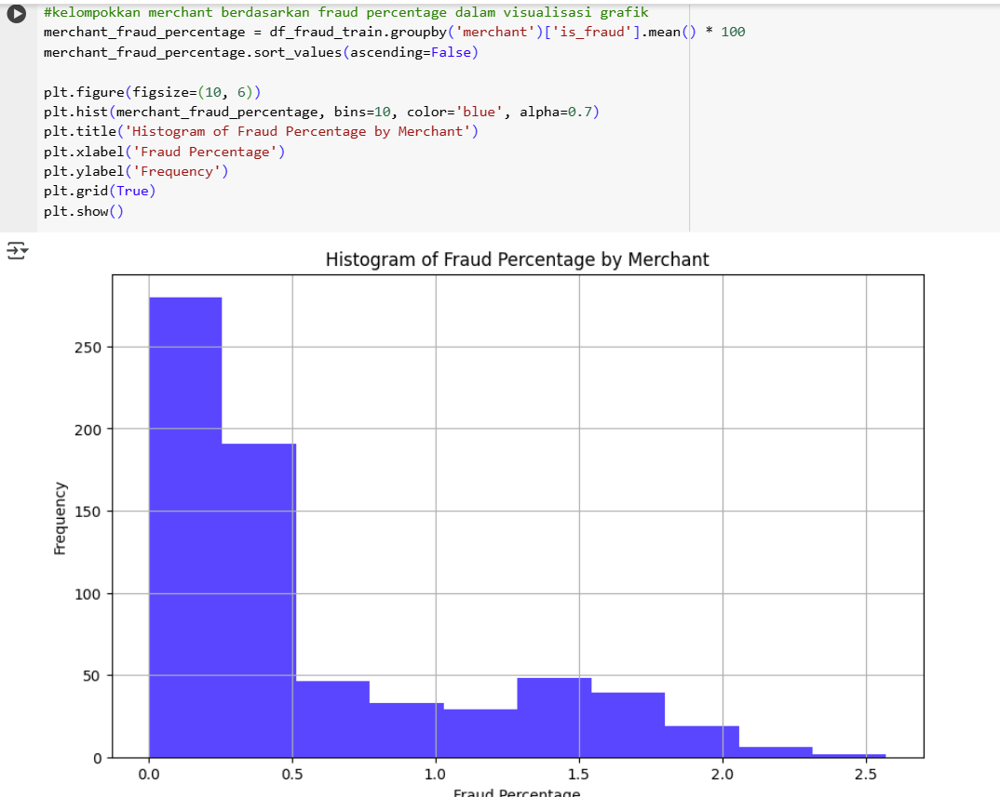 #kelompokkan merchant berdasarkan fraud percentage dalam visualisasi grafik
merchant_fraud_percentage = df_fraud_train.groupby('merchant')['is_fraud'].mean() * 100
merchant_fraud_percentage.sort_values(ascending=False)
plt.figure(figsize=(10, 6))
plt.hist(merchant_fraud_percentage, bins=10, color='blue', alpha=0.7)
plt.title('Histogram of Fraud Percentage by Merchant')
plt.xlabel('Fraud Percentage')
plt.ylabel('Frequency')
plt.grid(True)
plt.show()
Histogram of Fraud Percentage by Merchant
250
200
150
100
50
0
Frequency
0.0 0.5 1.0 1.5 2.0 2.5
Fraud Percentage